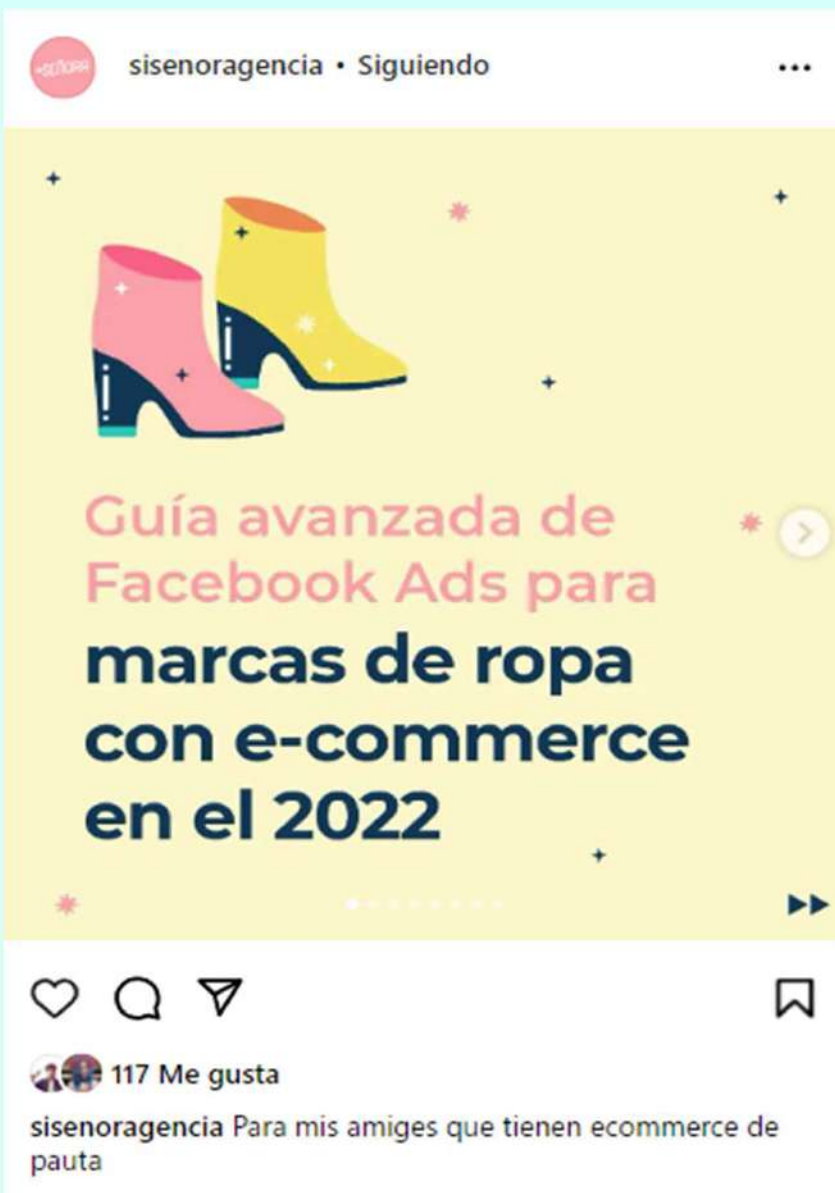 SEÑORA
sisenoragencia • Siguiendo
Guía avanzada de
Facebook Ads para
marcas de ropa
con e-commerce
en el 2022
117 Me gusta
sisenoragencia Para mis amiges que tienen ecommerce de
pauta